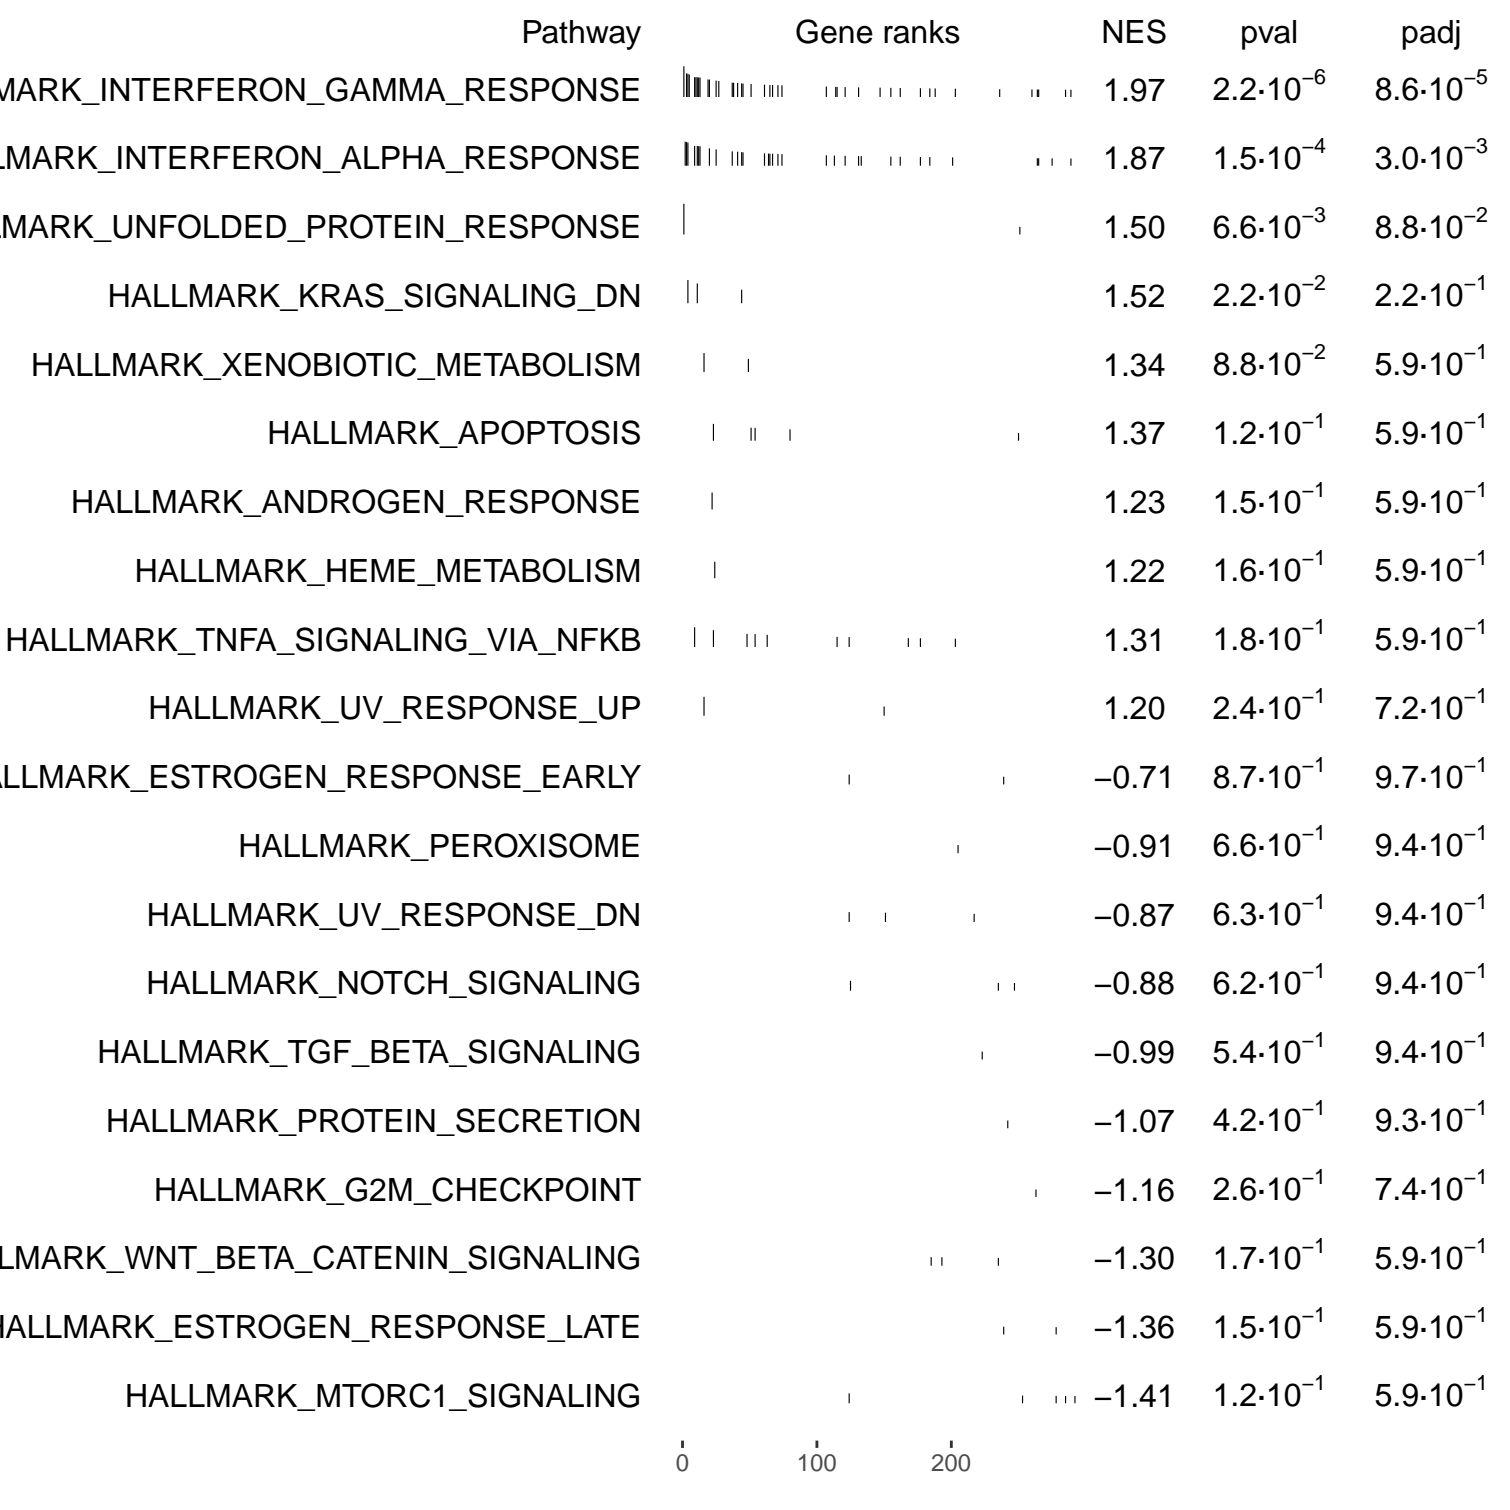 Pathway Gene ranks NES pval padj
MARK_INTERFERON_GAMMA_RESPONSE 1.97 2.2·10⁻⁶ 8.6·10⁻⁵
LMARK_INTERFERON_ALPHA_RESPONSE 1.87 1.5·10⁻⁴ 3.0·10⁻³
MARK_UNFOLDED_PROTEIN_RESPONSE 1.50 6.6·10⁻³ 8.8·10⁻²
HALLMARK_KRAS_SIGNALING_DN 1.52 2.2·10⁻² 2.2·10⁻¹
HALLMARK_XENOBIOTIC_METABOLISM 1.34 8.8·10⁻² 5.9·10⁻¹
HALLMARK_APOPTOSIS 1.37 1.2·10⁻¹ 5.9·10⁻¹
HALLMARK_ANDROGEN_RESPONSE 1.23 1.5·10⁻¹ 5.9·10⁻¹
HALLMARK_HEME_METABOLISM 1.22 1.6·10⁻¹ 5.9·10⁻¹
HALLMARK_TNFA_SIGNALING_VIA_NFKB 1.31 1.8·10⁻¹ 5.9·10⁻¹
HALLMARK_UV_RESPONSE_UP 1.20 2.4·10⁻¹ 7.2·10⁻¹
ALLMARK_ESTROGEN_RESPONSE_EARLY −0.71 8.7·10⁻¹ 9.7·10⁻¹
HALLMARK_PEROXISOME −0.91 6.6·10⁻¹ 9.4·10⁻¹
HALLMARK_UV_RESPONSE_DN −0.87 6.3·10⁻¹ 9.4·10⁻¹
HALLMARK_NOTCH_SIGNALING −0.88 6.2·10⁻¹ 9.4·10⁻¹
HALLMARK_TGF_BETA_SIGNALING −0.99 5.4·10⁻¹ 9.4·10⁻¹
HALLMARK_PROTEIN_SECRETION −1.07 4.2·10⁻¹ 9.3·10⁻¹
HALLMARK_G2M_CHECKPOINT −1.16 2.6·10⁻¹ 7.4·10⁻¹
LMARK_WNT_BETA_CATENIN_SIGNALING −1.30 1.7·10⁻¹ 5.9·10⁻¹
HALLMARK_ESTROGEN_RESPONSE_LATE −1.36 1.5·10⁻¹ 5.9·10⁻¹
HALLMARK_MTORC1_SIGNALING −1.41 1.2·10⁻¹ 5.9·10⁻¹
0 100 200